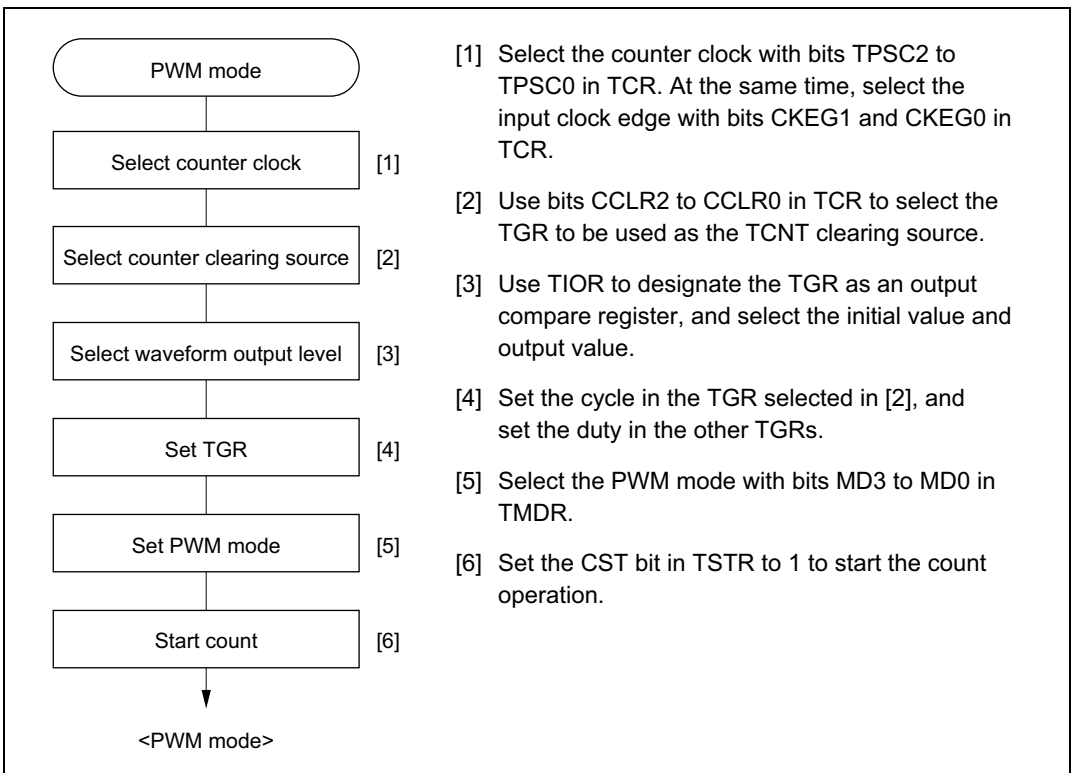 PWM mode
Select counter clock [1]
Select counter clearing source [2]
Select waveform output level [3]
Set TGR [4]
Set PWM mode [5]
Start count [6]
<PWM mode>
[1] Select the counter clock with bits TPSC2 to
TPSC0 in TCR. At the same time, select the
input clock edge with bits CKEG1 and CKEG0 in
TCR.
[2] Use bits CCLR2 to CCLR0 in TCR to select the
TGR to be used as the TCNT clearing source.
[3] Use TIOR to designate the TGR as an output
compare register, and select the initial value and
output value.
[4] Set the cycle in the TGR selected in [2], and
set the duty in the other TGRs.
[5] Select the PWM mode with bits MD3 to MD0 in
TMDR.
[6] Set the CST bit in TSTR to 1 to start the count
operation.